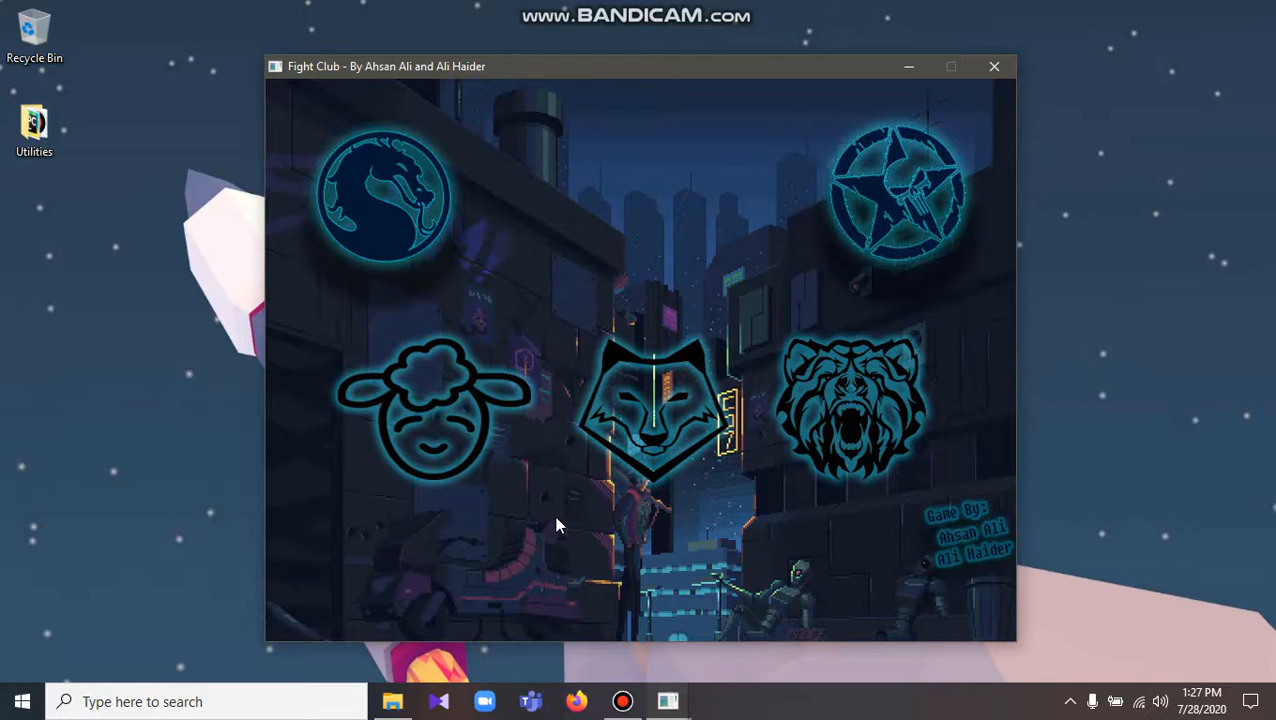 www.BANDICAM.com
Recycle Bin
Utilities
Fight Club - By Ahsan Ali and Ali Haider
Game By:
Ahsan Ali
Ali Haider
Type here to search
1:27 PM
7/28/2020